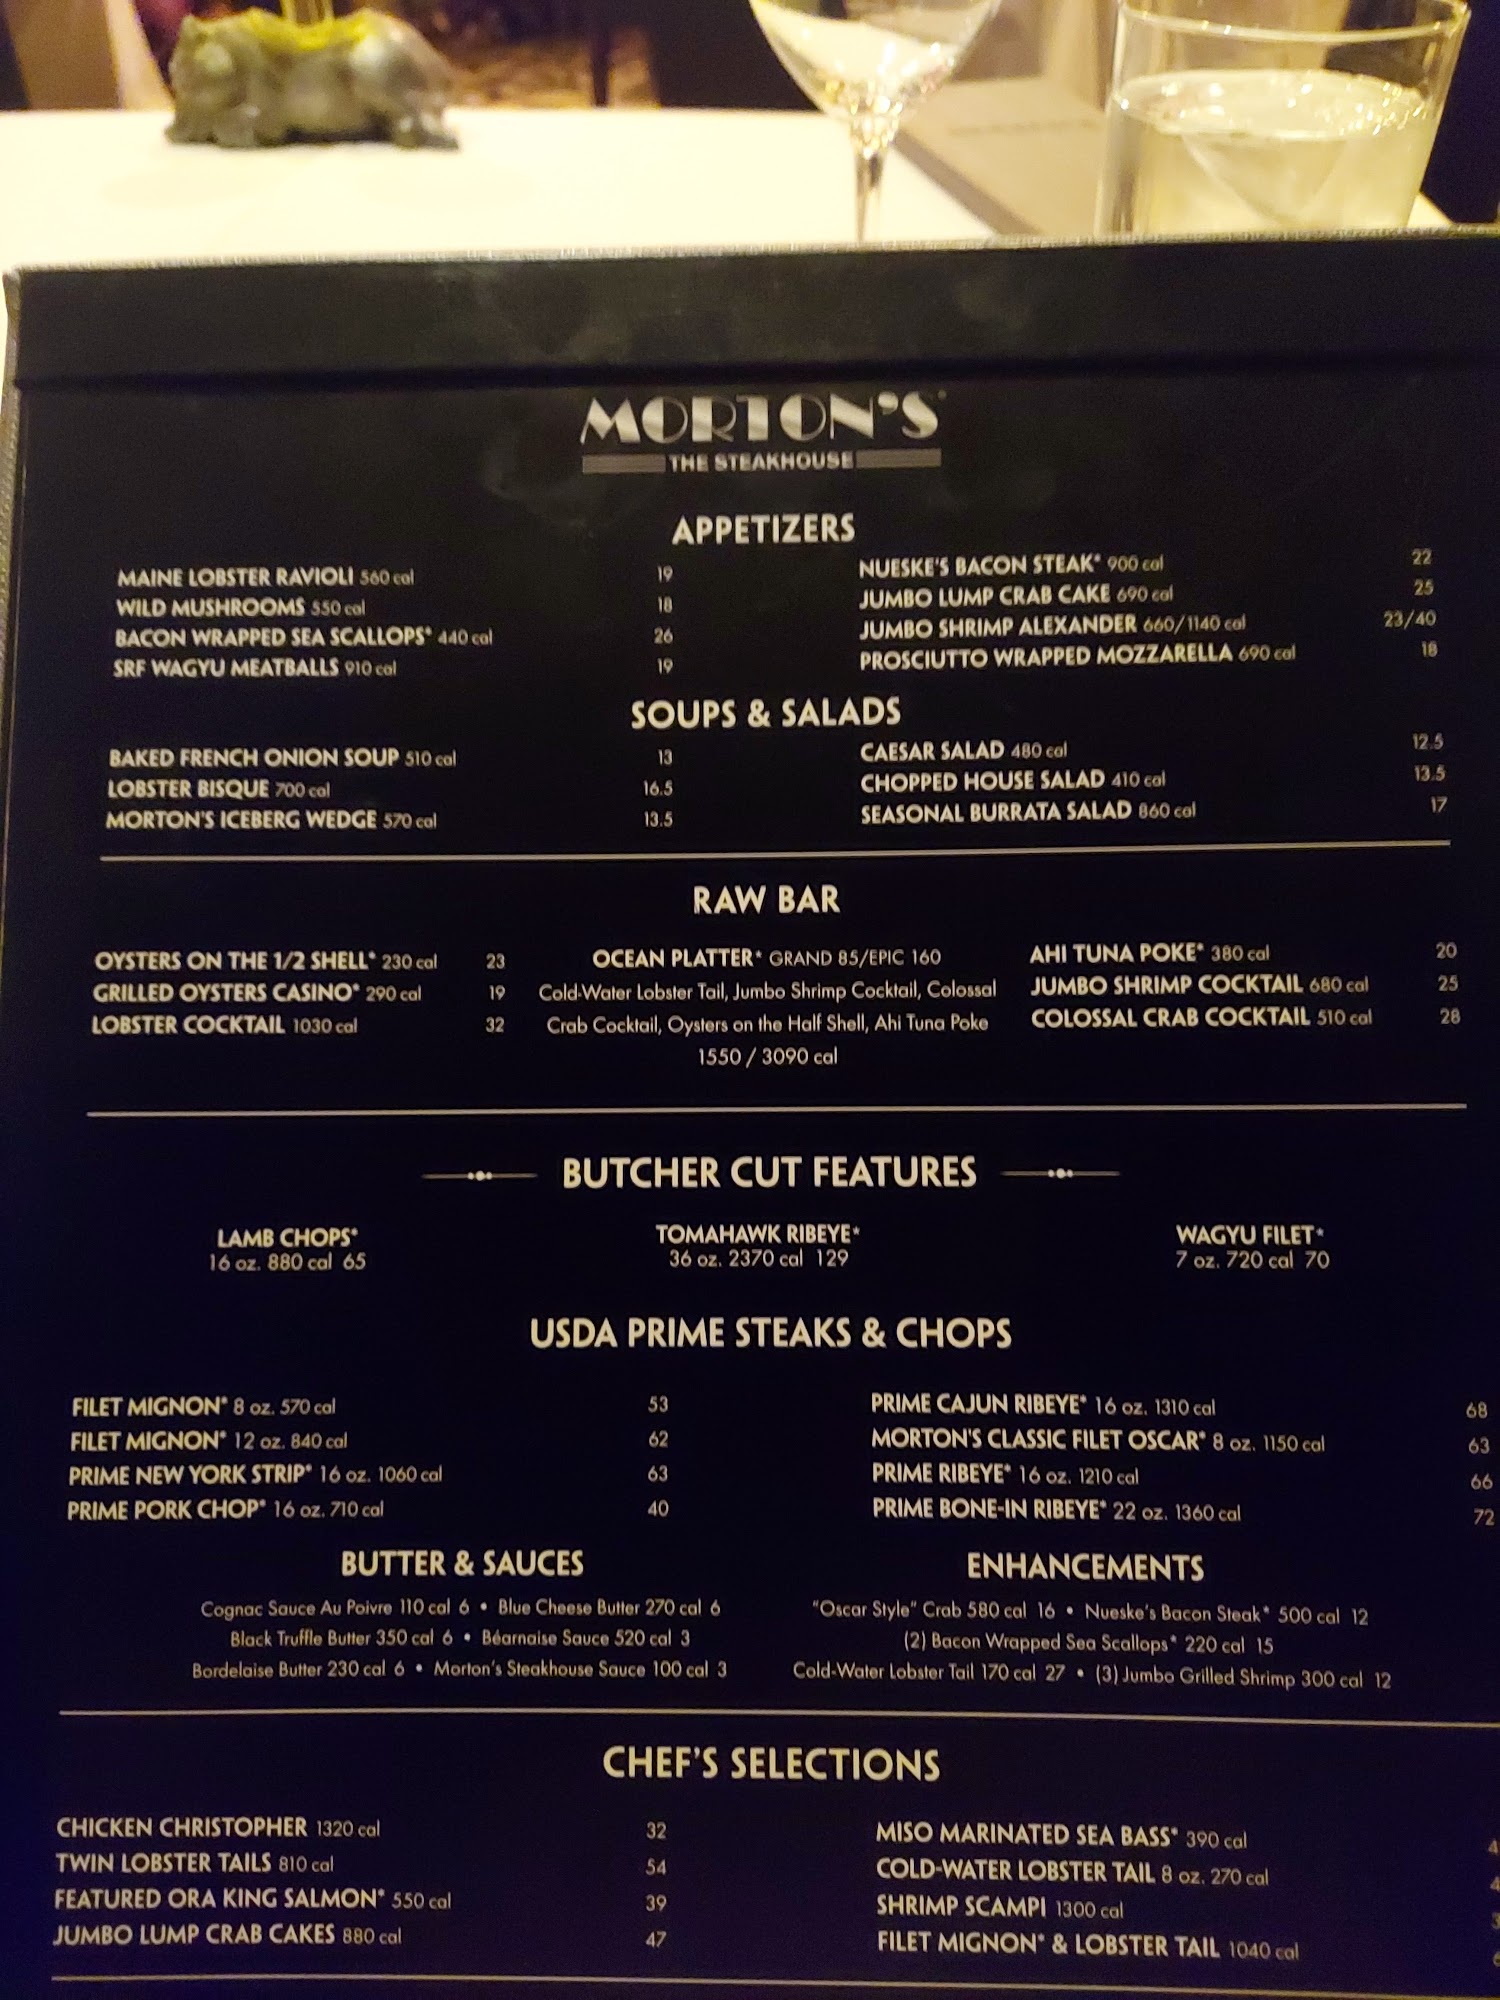 MORTON'S
THE STEAKHOUSE
APPETIZERS
MAINE LOBSTER RAVIOLI 560 cal 19
WILD MUSHROOMS 550 cal 18
BACON WRAPPED SEA SCALLOPS* 440 cal 26
SRF WAGYU MEATBALLS 910 cal 19
NUESKE'S BACON STEAK* 900 cal 22
JUMBO LUMP CRAB CAKE 690 cal 25
JUMBO SHRIMP ALEXANDER 660/1140 cal 23/40
PROSCIUTTO WRAPPED MOZZARELLA 690 cal 18
SOUPS & SALADS
BAKED FRENCH ONION SOUP 510 cal 13
LOBSTER BISQUE 700 cal 16.5
MORTON'S ICEBERG WEDGE 570 cal 13.5
CAESAR SALAD 480 cal 12.5
CHOPPED HOUSE SALAD 410 cal 13.5
SEASONAL BURRATA SALAD 860 cal 17
RAW BAR
OYSTERS ON THE 1/2 SHELL* 230 cal 23
GRILLED OYSTERS CASINO* 290 cal 19
LOBSTER COCKTAIL 1030 cal 32
OCEAN PLATTER* GRAND 85/EPIC 160
Cold-Water Lobster Tail, Jumbo Shrimp Cocktail, Colossal
Crab Cocktail, Oysters on the Half Shell, Ahi Tuna Poke
1550 / 3090 cal
AHI TUNA POKE* 380 cal 20
JUMBO SHRIMP COCKTAIL 680 cal 25
COLOSSAL CRAB COCKTAIL 510 cal 28
BUTCHER CUT FEATURES
LAMB CHOPS*
16 oz. 880 cal 65
TOMAHAWK RIBEYE*
36 oz. 2370 cal 129
WAGYU FILET*
7 oz. 720 cal 70
USDA PRIME STEAKS & CHOPS
FILET MIGNON* 8 oz. 570 cal 53
FILET MIGNON* 12 oz. 840 cal 62
PRIME NEW YORK STRIP* 16 oz. 1060 cal 63
PRIME PORK CHOP* 16 oz. 710 cal 40
PRIME CAJUN RIBEYE* 16 oz. 1310 cal 68
MORTON'S CLASSIC FILET OSCAR* 8 oz. 1150 cal 63
PRIME RIBEYE* 16 oz. 1210 cal 66
PRIME BONE-IN RIBEYE* 22 oz. 1360 cal 72
BUTTER & SAUCES
Cognac Sauce Au Poivre 110 cal 6 • Blue Cheese Butter 270 cal 6
Black Truffle Butter 350 cal 6 • Béarnaise Sauce 520 cal 3
Bordelaise Butter 230 cal 6 • Morton's Steakhouse Sauce 100 cal 3
ENHANCEMENTS
"Oscar Style" Crab 580 cal 16 • Nueske's Bacon Steak* 500 cal 12
(2) Bacon Wrapped Sea Scallops* 220 cal 15
Cold-Water Lobster Tail 170 cal 27 • (3) Jumbo Grilled Shrimp 300 cal 12
CHEF'S SELECTIONS
CHICKEN CHRISTOPHER 1320 cal 32
TWIN LOBSTER TAILS 810 cal 54
FEATURED ORA KING SALMON* 550 cal 39
JUMBO LUMP CRAB CAKES 880 cal 47
MISO MARINATED SEA BASS* 390 cal
COLD-WATER LOBSTER TAIL 8 oz. 270 cal
SHRIMP SCAMPI 1300 cal
FILET MIGNON* & LOBSTER TAIL 1040 cal